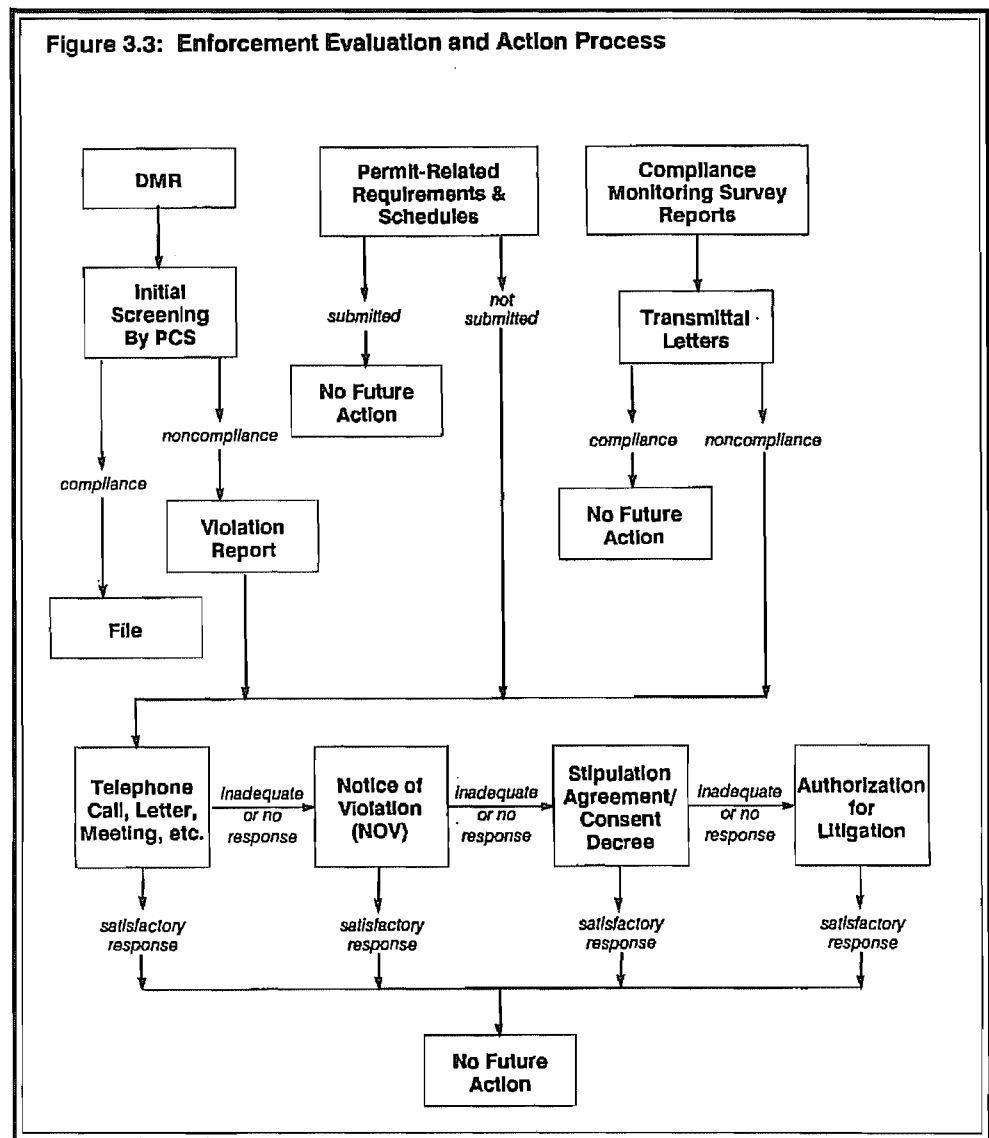 Figure 3.3: Enforcement Evaluation and Action Process
DMR
Permit-Related
Requirements &
Schedules
Compliance
Monitoring Survey
Reports
Initial
Screening
By PCS
submitted
not
submitted
Transmittal
Letters
No Future
Action
noncompliance
compliance
noncompliance
compliance
Violation
Report
No Future
Action
File
Telephone
Call, Letter,
Meeting, etc.
inadequate
or no
response
Notice of
Violation
(NOV)
inadequate
or no
response
Stipulation
Agreement/
Consent
Decree
inadequate
or no
response
Authorization
for
Litigation
satisfactory
response
satisfactory
response
satisfactory
response
satisfactory
response
No Future
Action